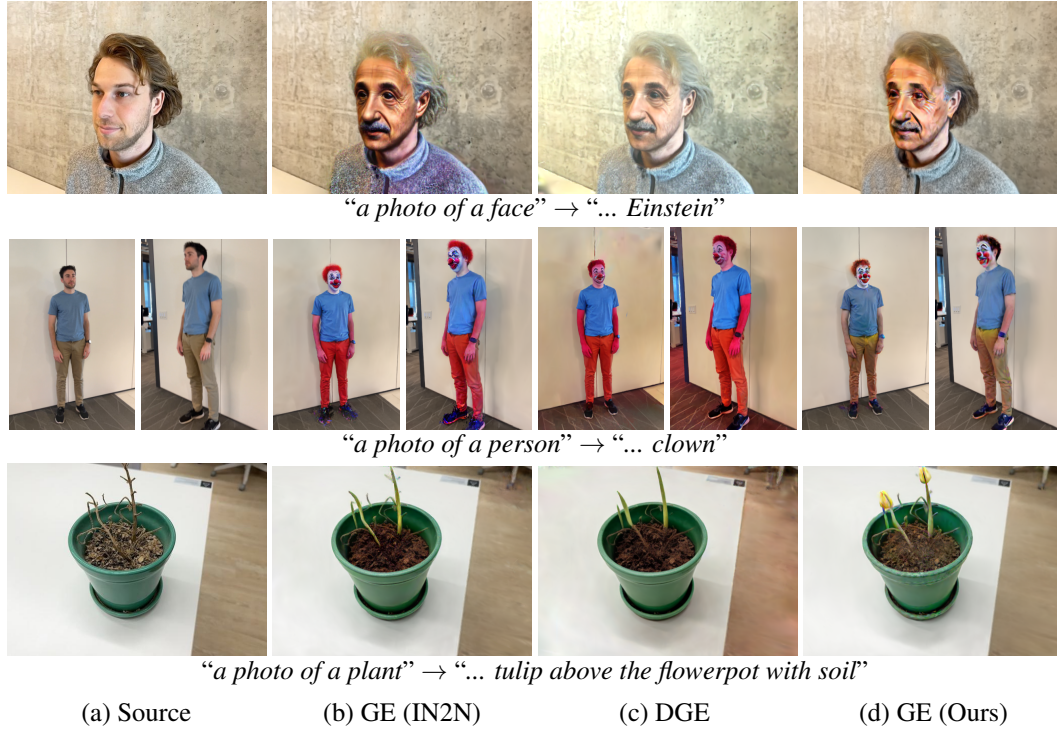 “a photo of a face” → “... Einstein”
“a photo of a person” → “... clown”
“a photo of a plant” → “... tulip above the flowerpot with soil”
(a) Source (b) GE (IN2N) (c) DGE (d) GE (Ours)